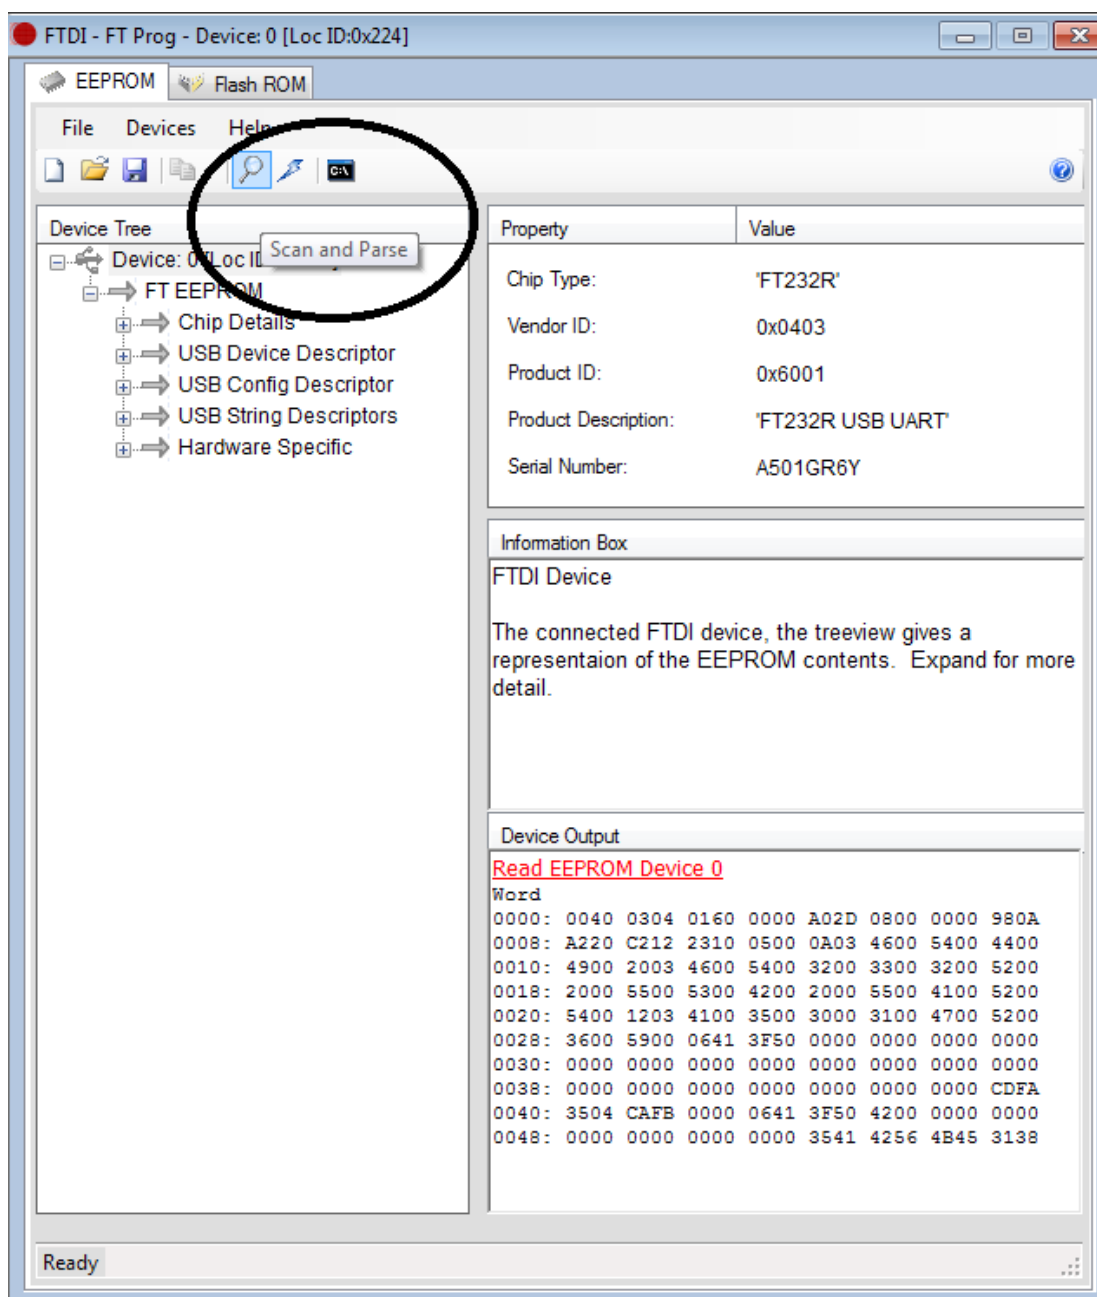 FTDI - FT Prog - Device: 0 [Loc ID:0x224]
EEPROM Flash ROM
File Devices Help
C:\
Device Tree
Scan and Parse
Device: 0 [Loc ID
FT EEPROM
Chip Details
USB Device Descriptor
USB Config Descriptor
USB String Descriptors
Hardware Specific
Property Value
Chip Type: 'FT232R'
Vendor ID: 0x0403
Product ID: 0x6001
Product Description: 'FT232R USB UART'
Serial Number: A501GR6Y
Information Box
FTDI Device
The connected FTDI device, the treeview gives a
representaion of the EEPROM contents. Expand for more
detail.
Device Output
Read EEPROM Device 0
Word
0000: 0040 0304 0160 0000 A02D 0800 0000 980A
0008: A220 C212 2310 0500 0A03 4600 5400 4400
0010: 4900 2003 4600 5400 3200 3300 3200 5200
0018: 2000 5500 5300 4200 2000 5500 4100 5200
0020: 5400 1203 4100 3500 3000 3100 4700 5200
0028: 3600 5900 0641 3F50 0000 0000 0000 0000
0030: 0000 0000 0000 0000 0000 0000 0000 0000
0038: 0000 0000 0000 0000 0000 0000 0000 CDFA
0040: 3504 CAFB 0000 0641 3F50 4200 0000 0000
0048: 0000 0000 0000 0000 3541 4256 4B45 3138
Ready